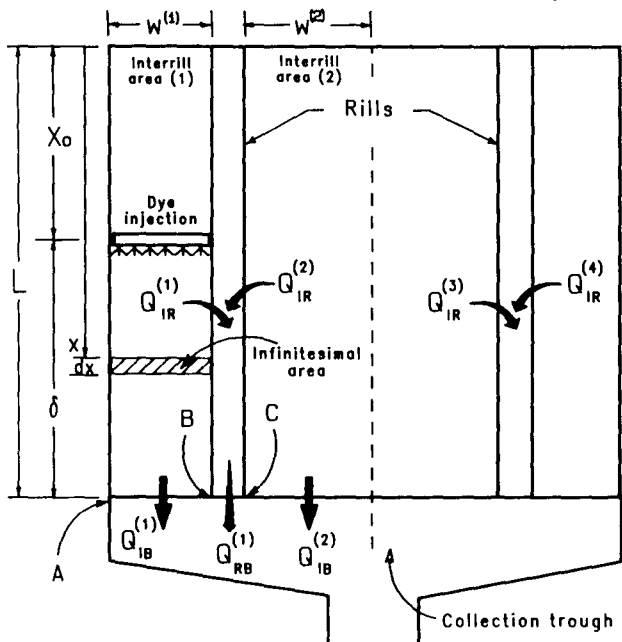 W(1)
W(2)
Interrill area (1)
Interrill area (2)
Rills
Xo
Dye injection
L
Q IR (1)
Q IR (2)
Q IR (3)
Q IR (4)
X
dx
Infinitesimal area
δ
B
C
Q IB (1)
Q RB (1)
Q IB (2)
A
Collection trough